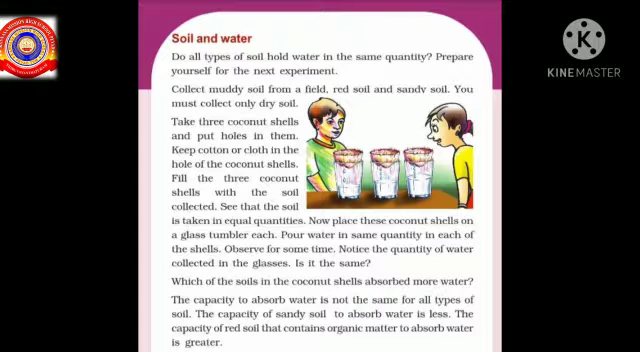 Soil and water
Do all types of soil hold water in the same quantity? Prepare
yourself for the next experiment.
Collect muddy soil from a field, red soil and sandy soil. You
must collect only dry soil.
Take three coconut shells
and put holes in them.
Keep cotton or cloth in the
hole of the coconut shells.
Fill the three coconut
shells with the soil
collected. See that the soil
is taken in equal quantities. Now place these coconut shells on
a glass tumbler each. Pour water in same quantity in each of
the shells. Observe for some time. Notice the quantity of water
collected in the glasses. Is it the same?
Which of the soils in the coconut shells absorbed more water?
The capacity to absorb water is not the same for all types of
soil. The capacity of sandy soil to absorb water is less. The
capacity of red soil that contains organic matter to absorb water
is greater.
K
KINEMASTER